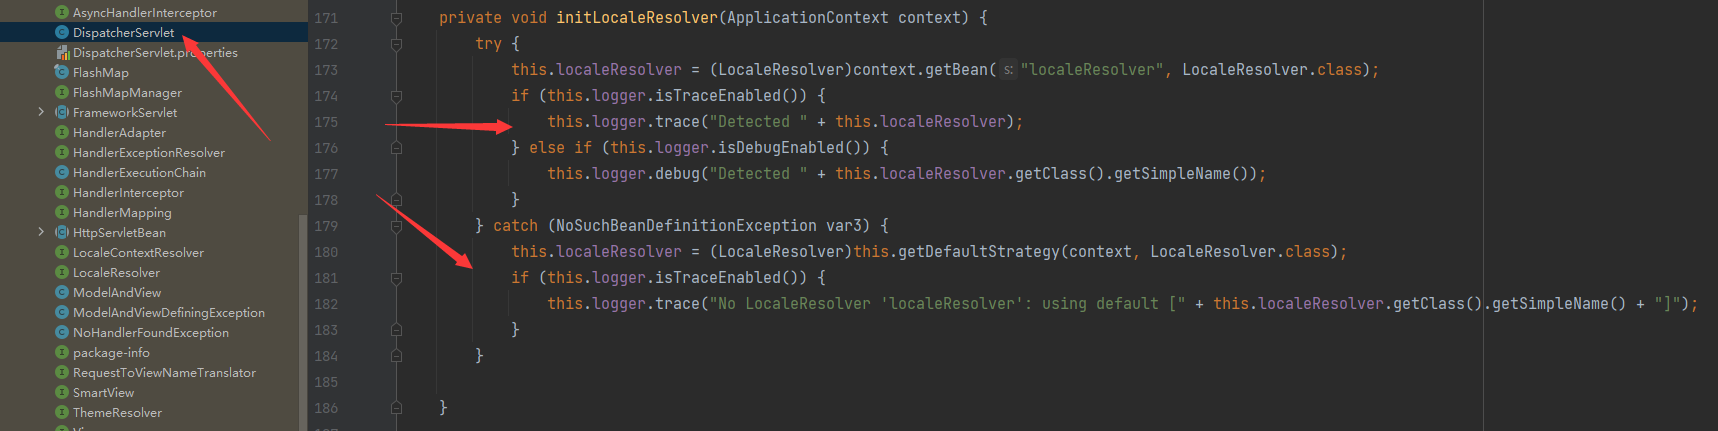 AsyncHandlerInterceptor
DispatcherServlet
DispatcherServlet.properties
FlashMap
FlashMapManager
FrameworkServlet
HandlerAdapter
HandlerExceptionResolver
HandlerExecutionChain
HandlerInterceptor
HandlerMapping
HttpServletBean
LocaleContextResolver
LocaleResolver
ModelAndView
ModelAndViewDefiningException
NoHandlerFoundException
package-info
RequestToViewNameTranslator
SmartView
ThemeResolver
171 private void initLocaleResolver(ApplicationContext context) {
172 try {
173 this.localeResolver = (LocaleResolver)context.getBean( s: "localeResolver", LocaleResolver.class);
174 if (this.logger.isTraceEnabled()) {
175 this.logger.trace("Detected " + this.localeResolver);
176 } else if (this.logger.isDebugEnabled()) {
177 this.logger.debug("Detected " + this.localeResolver.getClass().getSimpleName());
178 }
179 } catch (NoSuchBeanDefinitionException var3) {
180 this.localeResolver = (LocaleResolver)this.getDefaultStrategy(context, LocaleResolver.class);
181 if (this.logger.isTraceEnabled()) {
182 this.logger.trace("No LocaleResolver 'localeResolver': using default [" + this.localeResolver.getClass().getSimpleName() + "]");
183 }
184 }
185
186 }